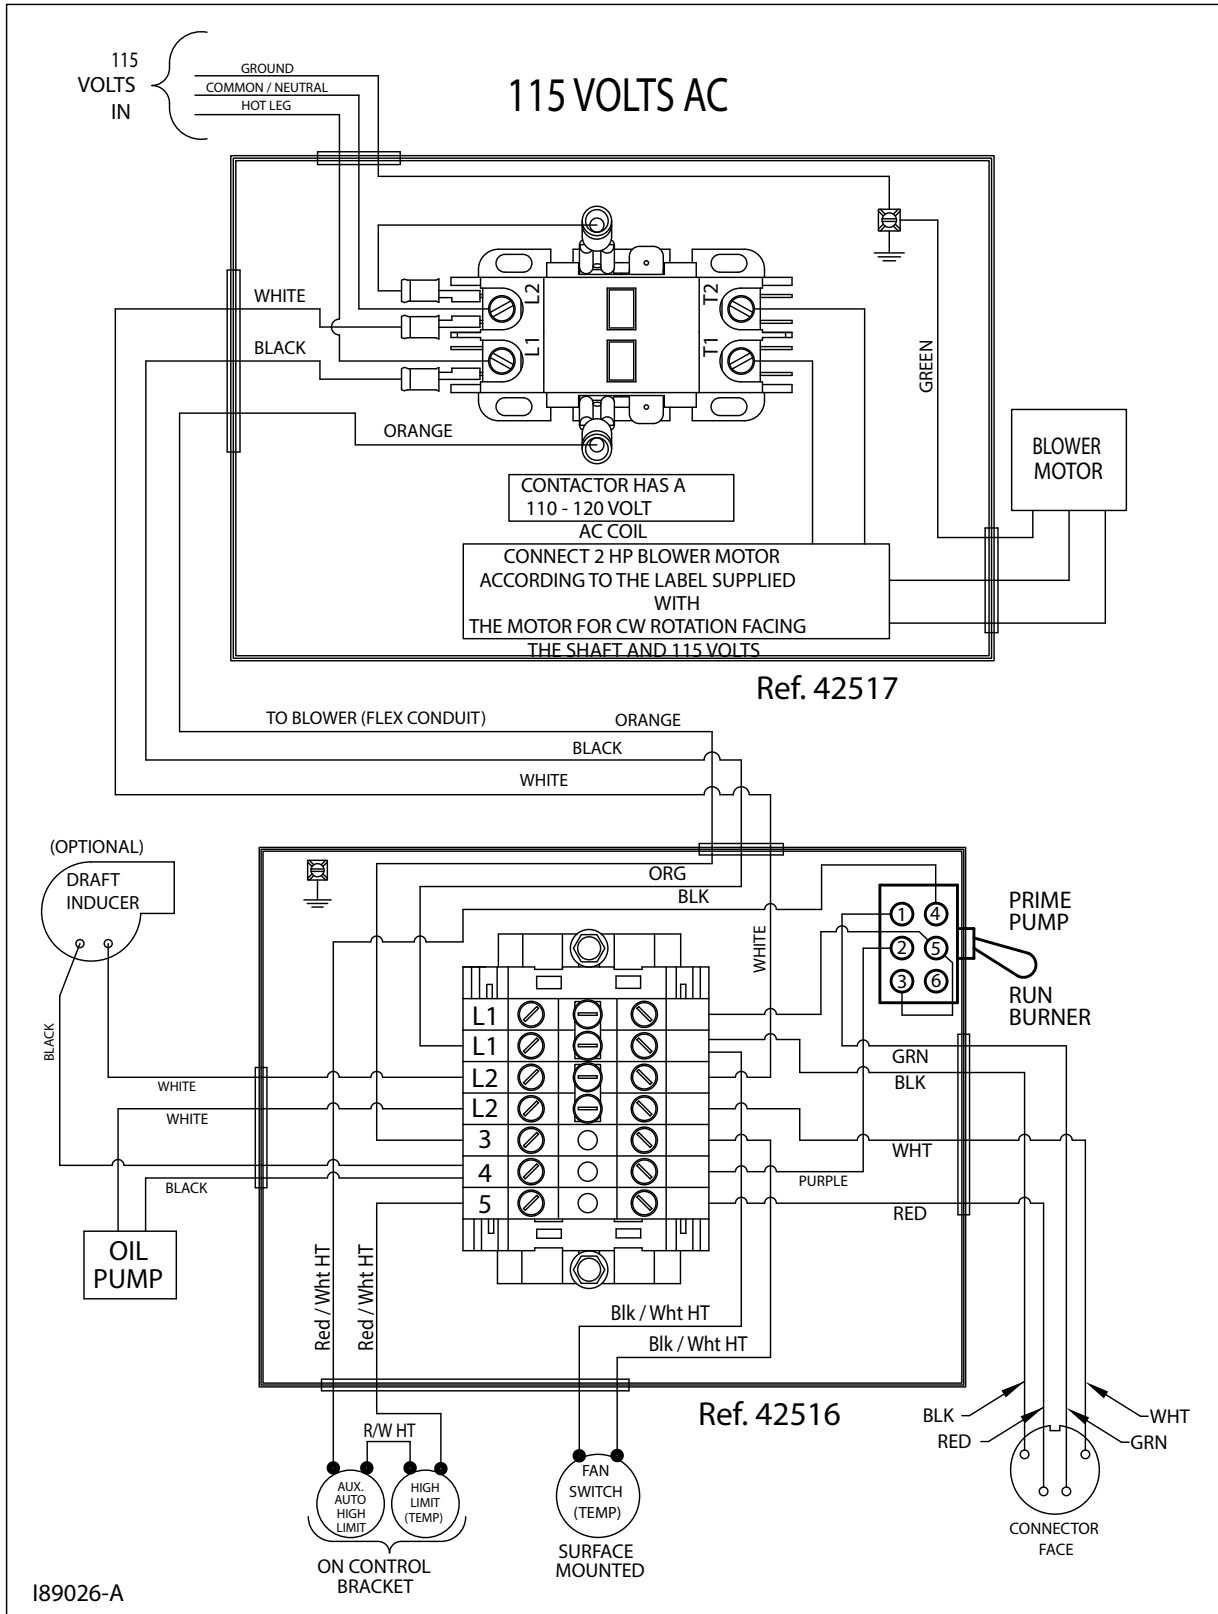 115
VOLTS
IN
GROUND
COMMON / NEUTRAL
HOT LEG
115 VOLTS AC
WHITE
BLACK
ORANGE
L2
L1
T2
T1
GREEN
BLOWER
MOTOR
CONTACTOR HAS A
110 - 120 VOLT
AC COIL
CONNECT 2 HP BLOWER MOTOR
ACCORDING TO THE LABEL SUPPLIED
WITH
THE MOTOR FOR CW ROTATION FACING
THE SHAFT AND 115 VOLTS
Ref. 42517
TO BLOWER (FLEX CONDUIT)
ORANGE
BLACK
WHITE
(OPTIONAL)
DRAFT
INDUCER
ORG
BLK
WHITE
1
4
2
5
3
6
PRIME
PUMP
RUN
BURNER
BLACK
WHITE
WHITE
BLACK
L1
L1
L2
L2
3
4
5
GRN
BLK
WHT
PURPLE
RED
OIL
PUMP
Red / Wht HT
Red / Wht HT
Blk / Wht HT
Blk / Wht HT
Ref. 42516
R/W HT
AUX.
AUTO
HIGH
LIMIT
HIGH
LIMIT
(TEMP)
ON CONTROL
BRACKET
FAN
SWITCH
(TEMP)
SURFACE
MOUNTED
BLK
RED
WHT
GRN
CONNECTOR
FACE
I89026-A